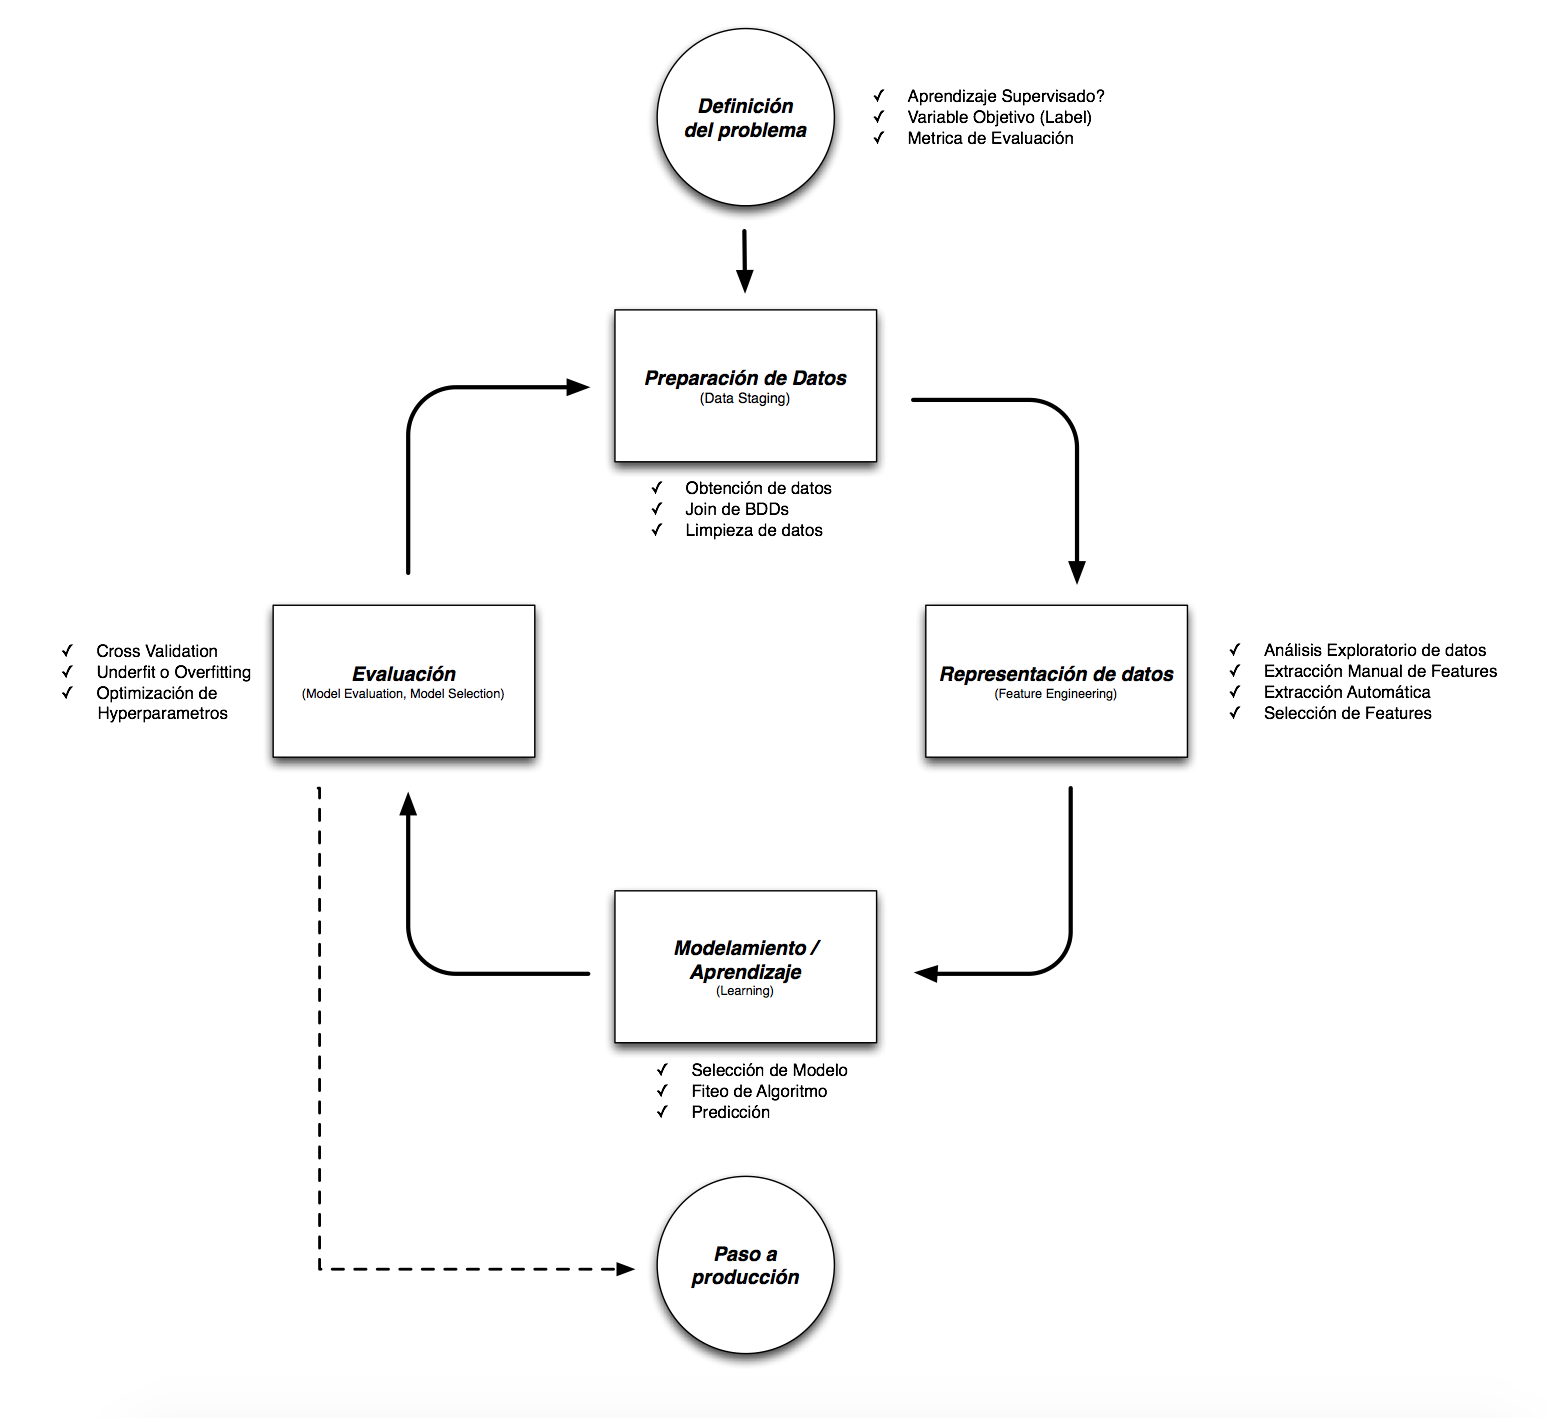 Definición
del problema
✓ Aprendizaje Supervisado?
✓ Variable Objetivo (Label)
✓ Metrica de Evaluación
Preparación de Datos
(Data Staging)
✓ Obtención de datos
✓ Join de BDDs
✓ Limpieza de datos
✓ Cross Validation
✓ Underfit o Overfitting
✓ Optimización de
Hyperparametros
Evaluación
(Model Evaluation, Model Selection)
Representación de datos
(Feature Engineering)
✓ Análisis Exploratorio de datos
✓ Extracción Manual de Features
✓ Extracción Automática
✓ Selección de Features
Modelamiento /
Aprendizaje
(Learning)
✓ Selección de Modelo
✓ Fiteo de Algoritmo
✓ Predicción
Paso a
producción